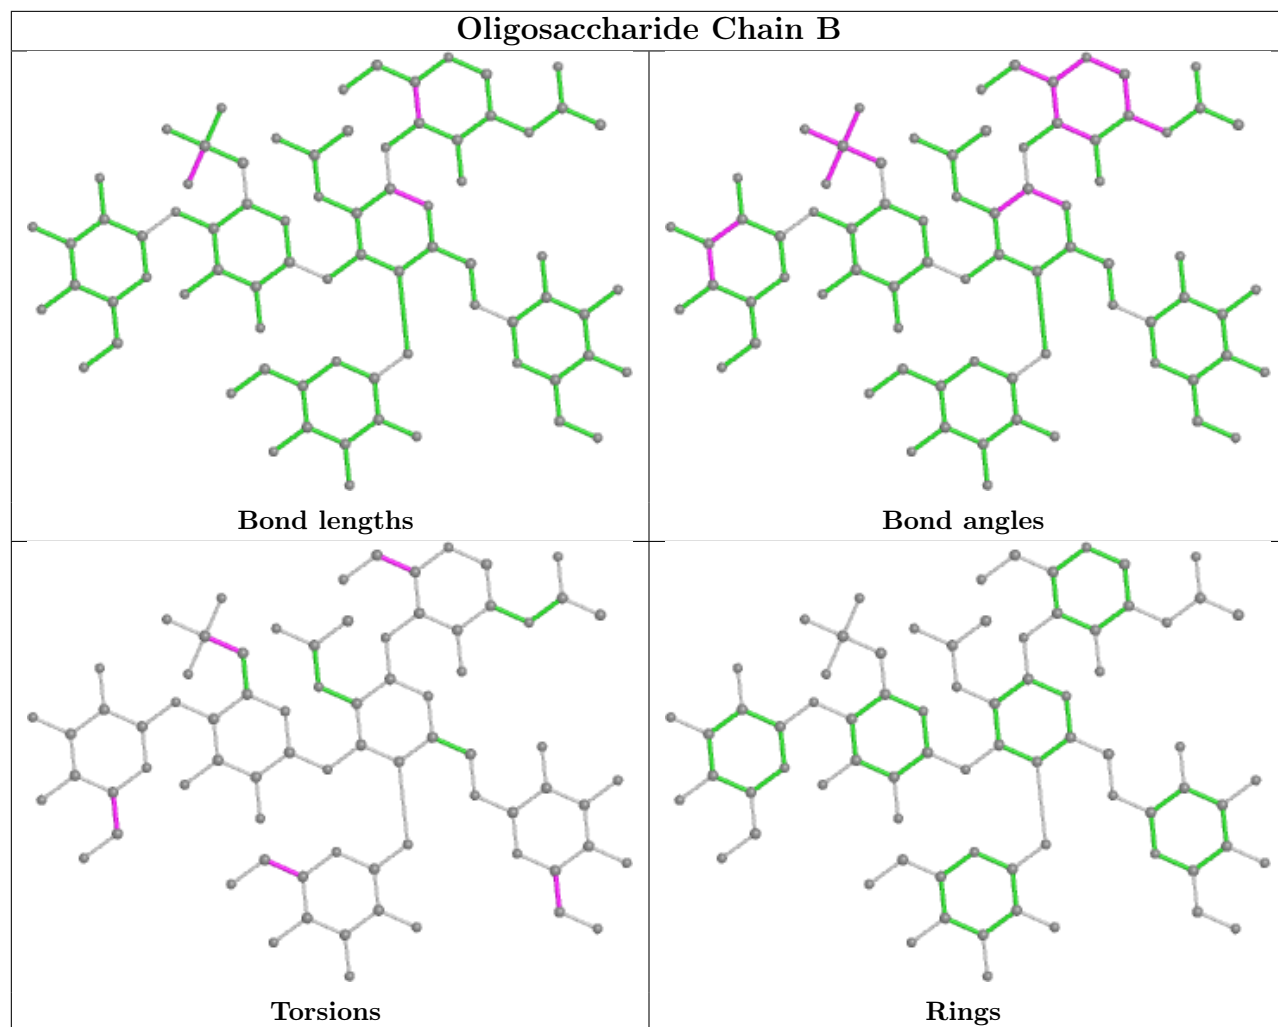 Oligosaccharide Chain B
Bond lengths
Bond angles
Torsions
Rings